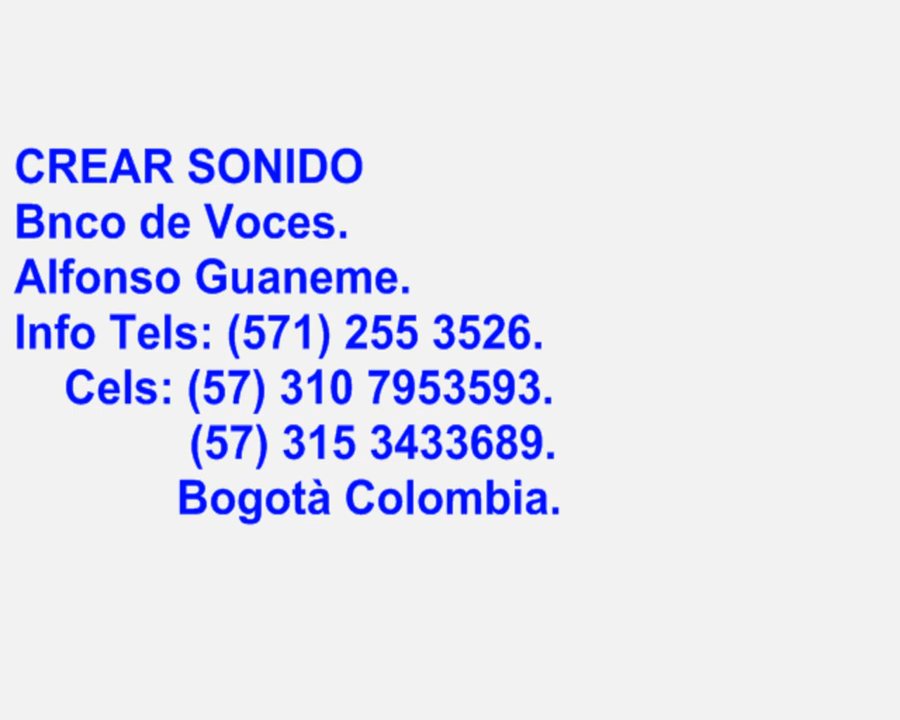 CREAR SONIDO
Bnco de Voces.
Alfonso Guaneme.
Info Tels: (571) 255 3526.
Cels: (57) 310 7953593.
(57) 315 3433689.
Bogotà Colombia.